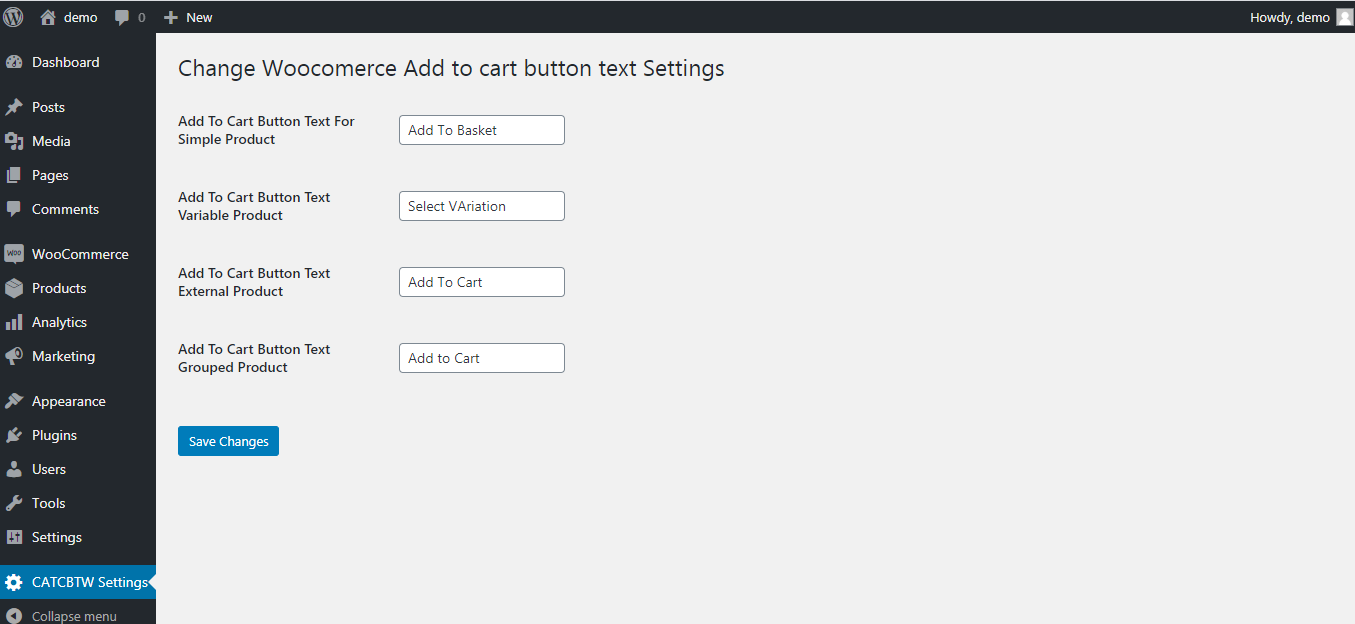 demo
0
New
Howdy, demo
Dashboard
Posts
Media
Pages
Comments
WOO
WooCommerce
Products
Analytics
Marketing
Appearance
Plugins
Users
Tools
Settings
CATCBTW Settings
Collapse menu
Change Woocomerce Add to cart button text Settings
Add To Cart Button Text For
Simple Product
Add To Basket
Add To Cart Button Text
Variable Product
Select VAriation
Add To Cart Button Text
External Product
Add To Cart
Add To Cart Button Text
Grouped Product
Add to Cart
Save Changes